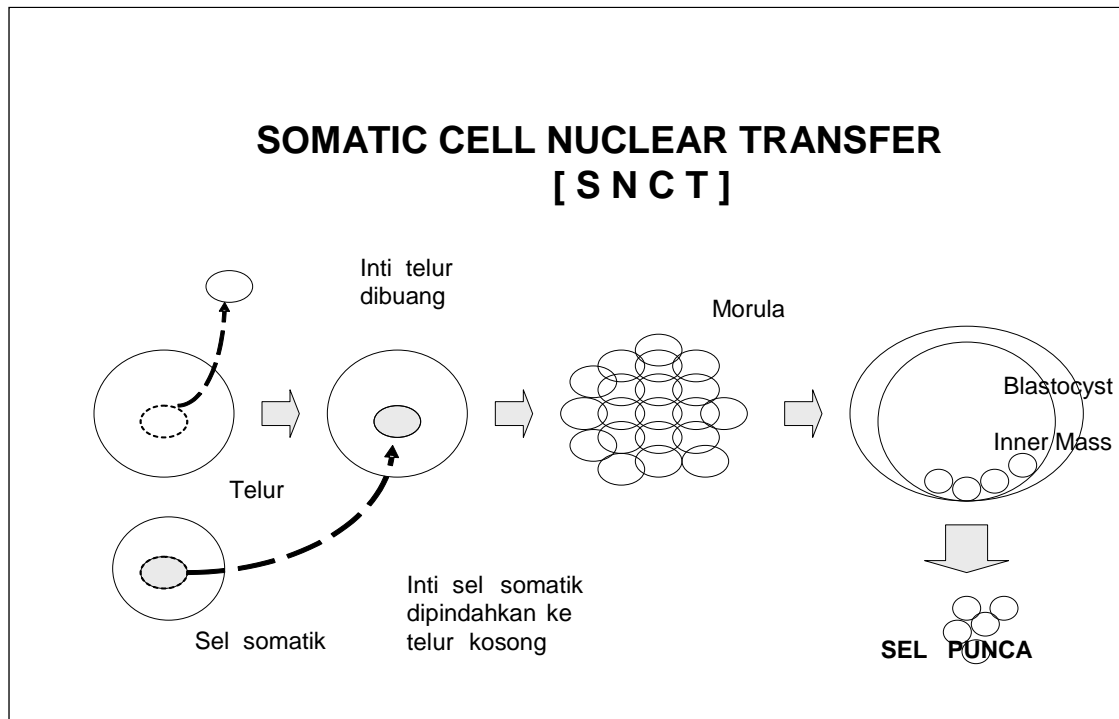 SOMATIC CELL NUCLEAR TRANSFER
[ S N C T ]
Inti telur
dibuang
Morula
Blastocyst
Inner Mass
Telur
Sel somatik
Inti sel somatik
dipindahkan ke
telur kosong
SEL PUNCA